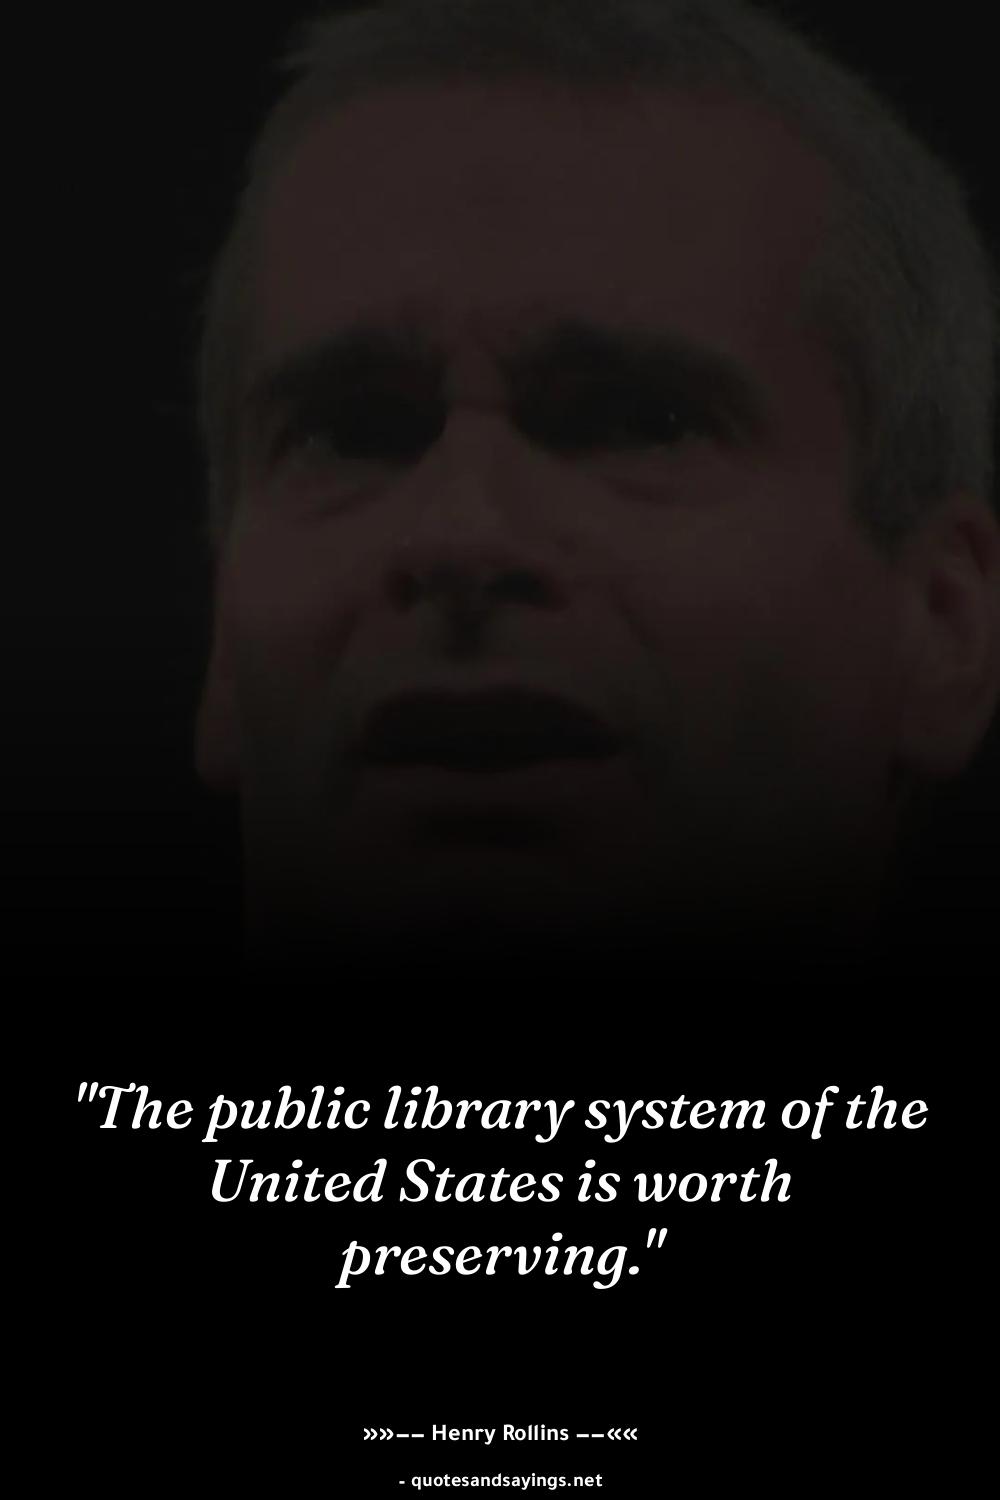 "The public library system of the
United States is worth
preserving."
»»−− Henry Rollins −−««
- quotesandsayings.net